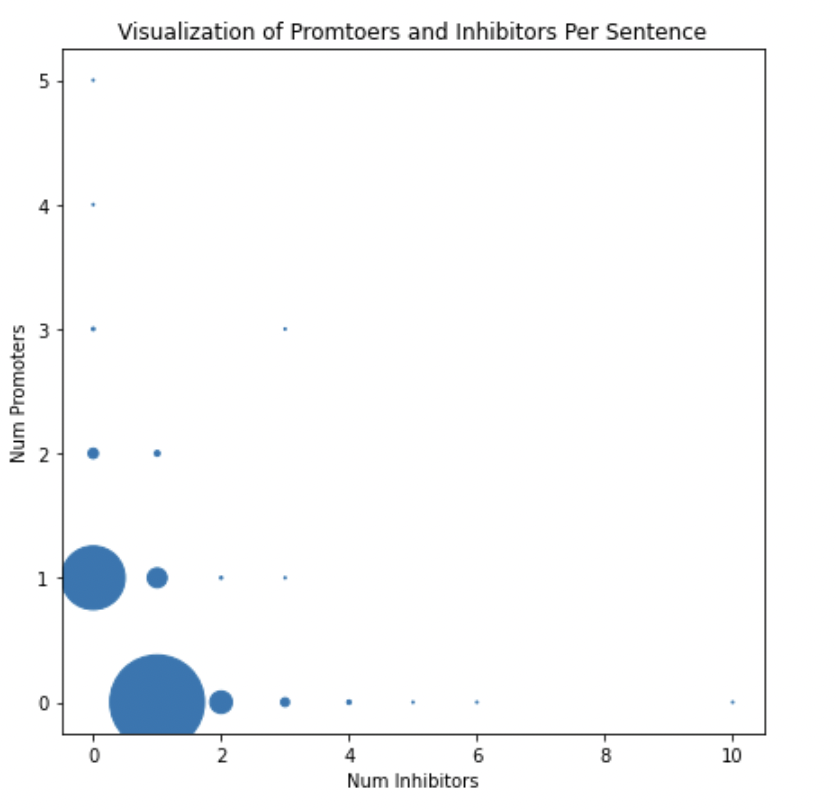 Visualization of Promtoers and Inhibitors Per Sentence
Num Promoters
5
4
3
2
1
0
0 2 4 6 8 10
Num Inhibitors